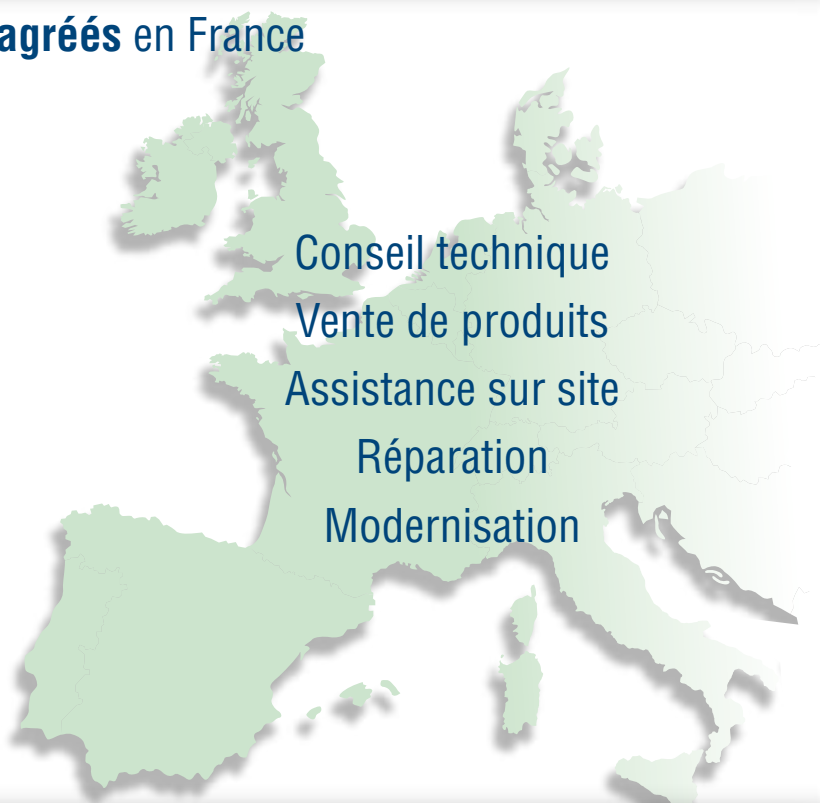 agréés en France
Conseil technique
Vente de produits
Assistance sur site
Réparation
Modernisation